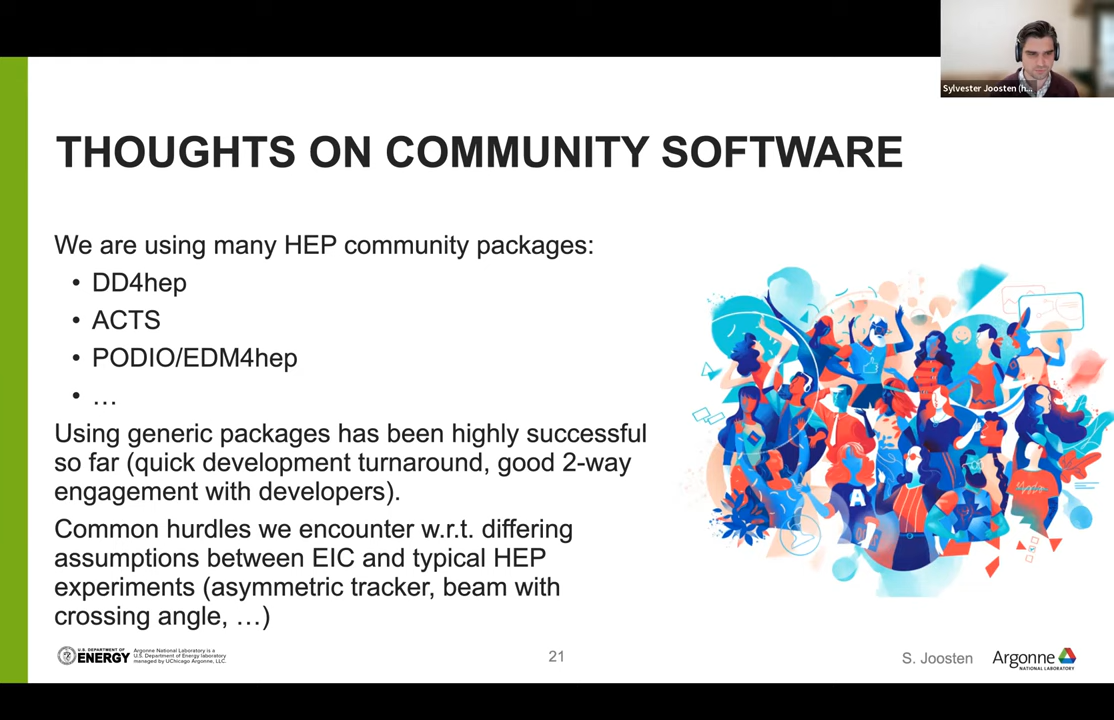 Sylvester Joosten (h...
THOUGHTS ON COMMUNITY SOFTWARE
We are using many HEP community packages:
• DD4hep
• ACTS
• PODIO/EDM4hep
• …
Using generic packages has been highly successful
so far (quick development turnaround, good 2-way
engagement with developers).
Common hurdles we encounter w.r.t. differing
assumptions between EIC and typical HEP
experiments (asymmetric tracker, beam with
crossing angle, …)
A
U.S. DEPARTMENT OF
ENERGY
Argonne National Laboratory is a
U.S. Department of Energy laboratory
managed by UChicago Argonne, LLC.
21
S. Joosten
Argonne
NATIONAL LABORATORY